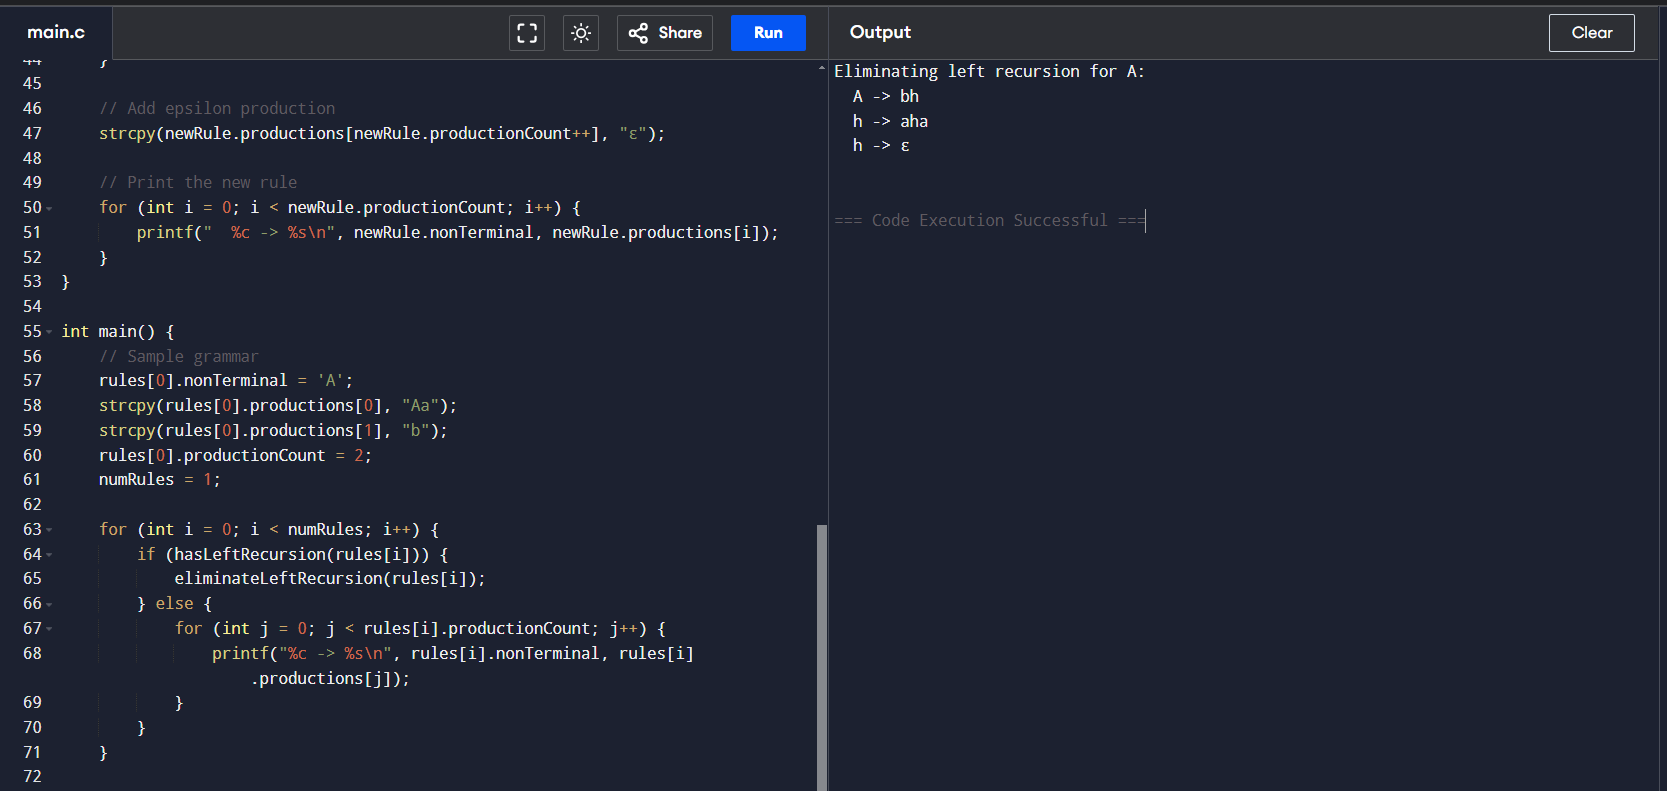 main.c
Share
Run
Output
Clear
44 }
45
46 // Add epsilon production
47 strcpy(newRule.productions[newRule.productionCount++], "ε");
48
49 // Print the new rule
50 for (int i = 0; i < newRule.productionCount; i++) {
51 printf("  %c -> %s\n", newRule.nonTerminal, newRule.productions[i]);
52 }
53 }
54
55 int main() {
56 // Sample grammar
57 rules[0].nonTerminal = 'A';
58 strcpy(rules[0].productions[0], "Aa");
59 strcpy(rules[0].productions[1], "b");
60 rules[0].productionCount = 2;
61 numRules = 1;
62
63 for (int i = 0; i < numRules; i++) {
64 if (hasLeftRecursion(rules[i])) {
65 eliminateLeftRecursion(rules[i]);
66 } else {
67 for (int j = 0; j < rules[i].productionCount; j++) {
68 printf("%c -> %s\n", rules[i].nonTerminal, rules[i]
.productions[j]);
69 }
70 }
71 }
72
Eliminating left recursion for A:
A -> bh
h -> aha
h -> ε
=== Code Execution Successful ===